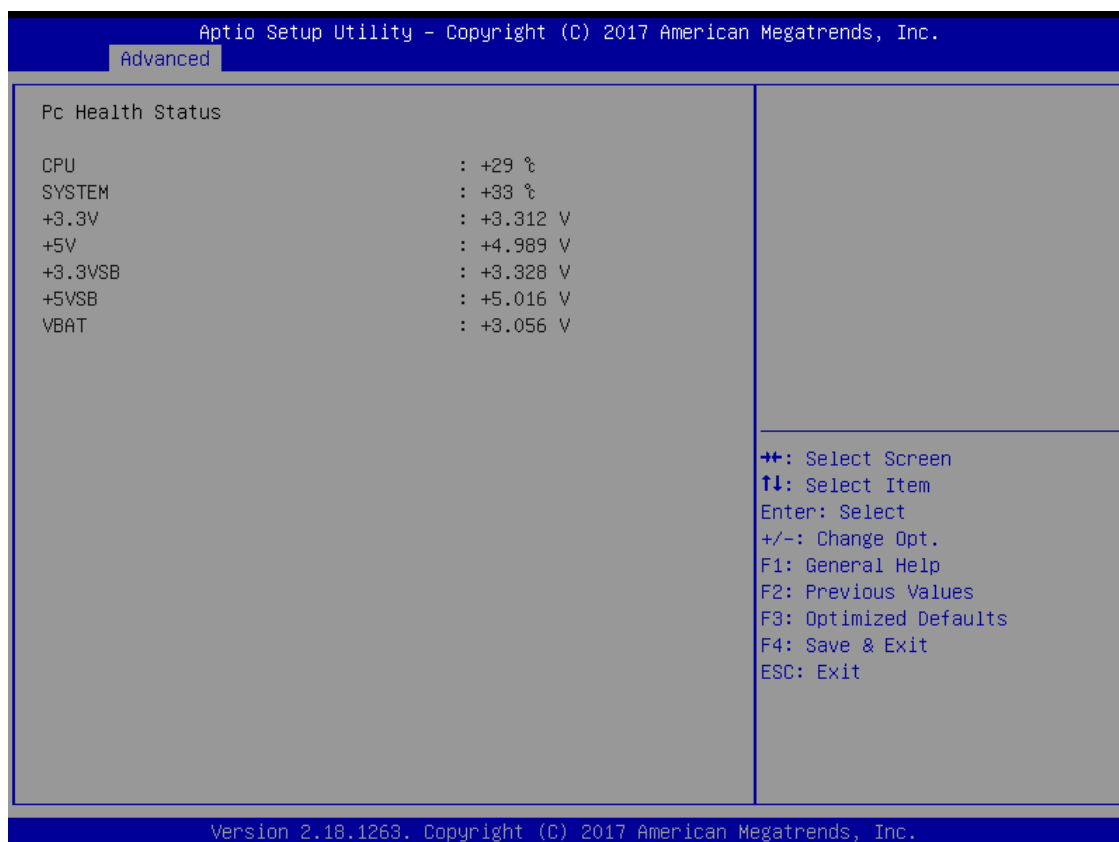 Aptio Setup Utility – Copyright (C) 2017 American Megatrends, Inc.
Advanced
Pc Health Status
CPU : +29 ℃
SYSTEM : +33 ℃
+3.3V : +3.312 V
+5V : +4.989 V
+3.3VSB : +3.328 V
+5VSB : +5.016 V
VBAT : +3.056 V
→←: Select Screen
↑↓: Select Item
Enter: Select
+/-: Change Opt.
F1: General Help
F2: Previous Values
F3: Optimized Defaults
F4: Save & Exit
ESC: Exit
Version 2.18.1263. Copyright (C) 2017 American Megatrends, Inc.